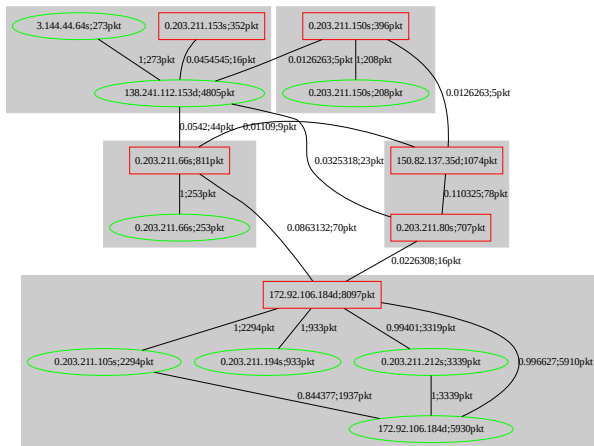 3.144.44.64s;273pkt
0.203.211.153s;352pkt
0.203.211.150s;396pkt
1;273pkt
0.0454545;16pkt
0.0126263;5pkt
1;208pkt
0.0126263;5pkt
138.241.112.153d;4805pkt
0.203.211.150s;208pkt
0.0542;44pkt
0.01109;9pkt
0.203.211.66s;811pkt
0.0325318;23pkt
150.82.137.35d;1074pkt
1;253pkt
0.110325;78pkt
0.203.211.66s;253pkt
0.0863132;70pkt
0.203.211.80s;707pkt
0.0226308;16pkt
172.92.106.184d;8097pkt
1;2294pkt
1;933pkt
0.99401;3319pkt
0.203.211.105s;2294pkt
0.203.211.194s;933pkt
0.203.211.212s;3339pkt
0.996627;5910pkt
0.844377;1937pkt
1;3339pkt
172.92.106.184d;5930pkt